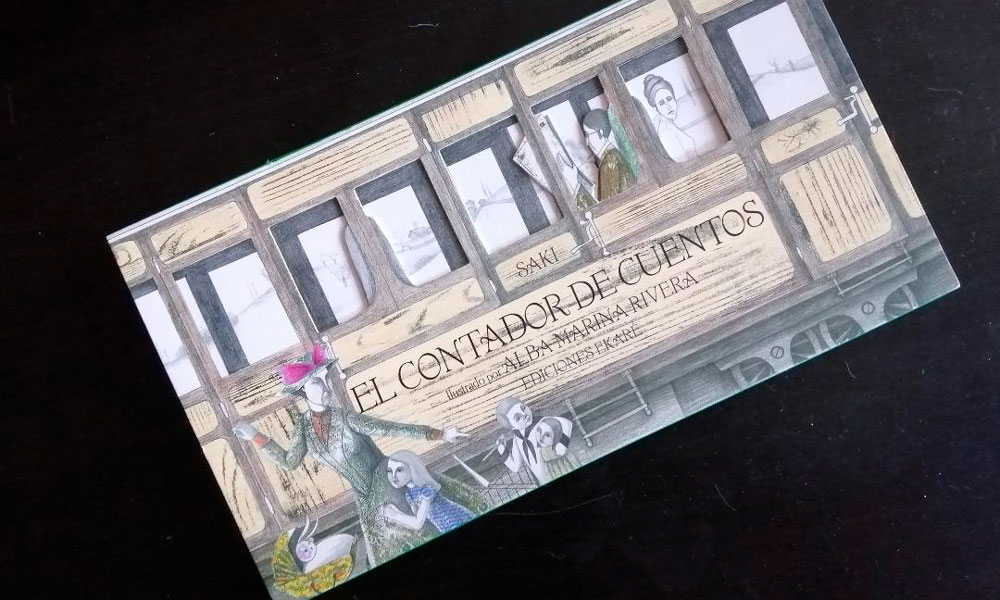 SAKI
EL CONTADOR DE CUENTOS
Ilustrado por ALBA MARINA RIVERA
EDICIONES EKARÉ